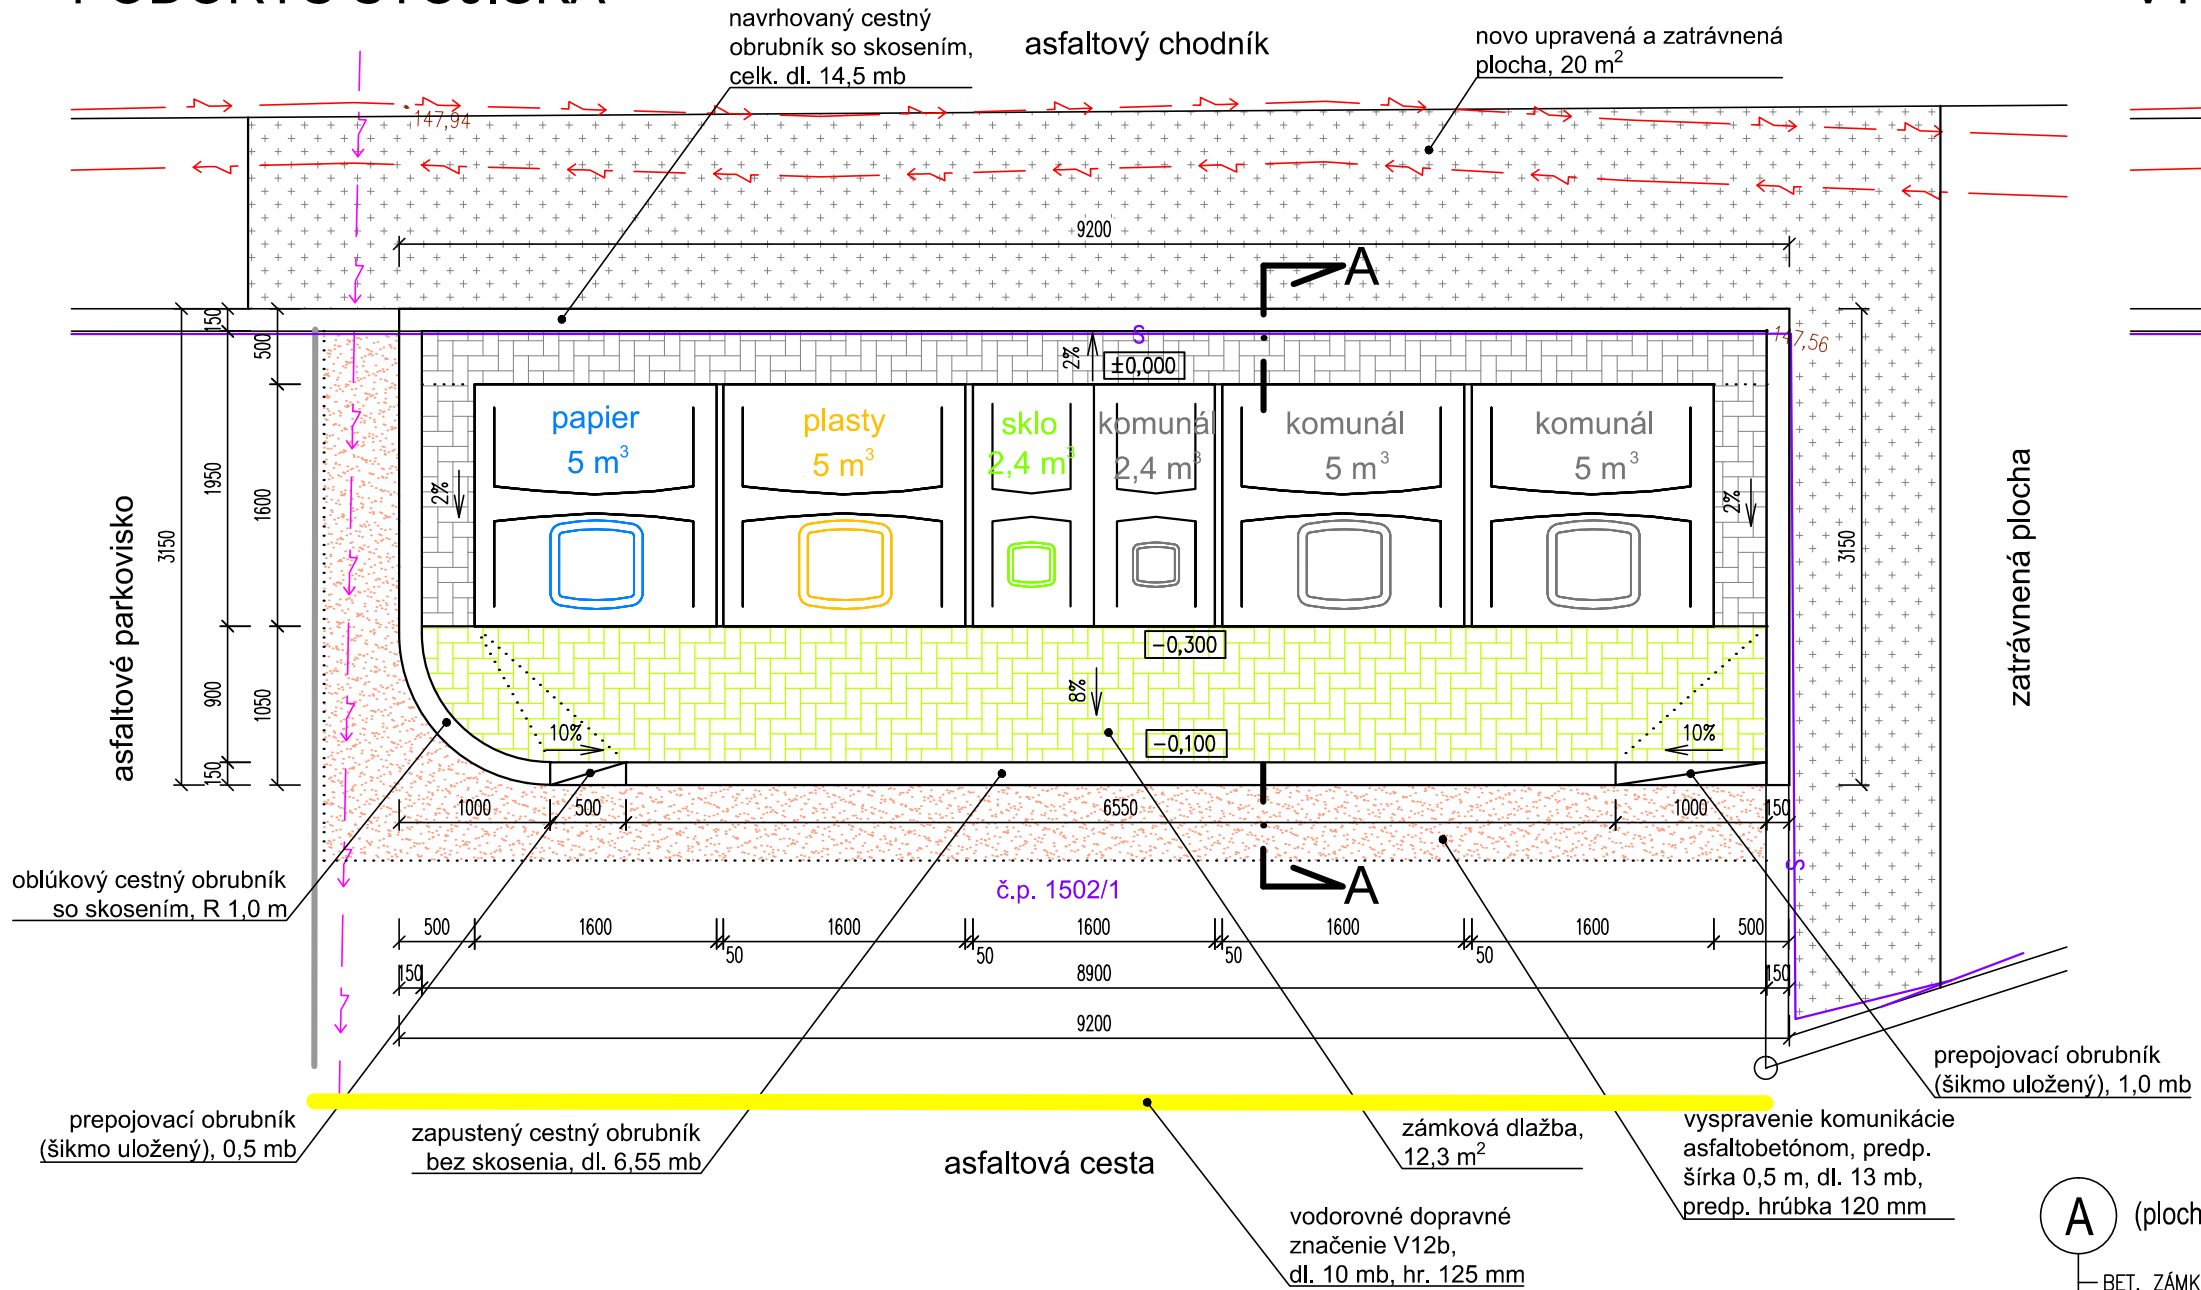 navrhovaný cestný
obrubník so skosením,
celk. dl. 14,5 mb
asfaltový chodník
novo upravená a zatrávnená
plocha, 20 m²
147,94
9200
A
150
500
S
147,56
2%
±0,000
papier
5 m³
plasty
5 m³
sklo
2,4 m³
komunál
2,4 m³
komunál
5 m³
komunál
5 m³
1950
1600
3150
2%
2%
3150
asfaltové parkovisko
zatrávnená plocha
-0,300
900
1050
8%
10%
-0,100
10%
150
1000
500
6550
1000
150
S
oblúkový cestný obrubník
so skosením, R 1,0 m
č.p. 1502/1
A
500
1600
1600
1600
1600
1600
500
50
50
50
50
150
8900
150
9200
prepojovací obrubník
(šikmo uložený), 1,0 mb
prepojovací obrubník
(šikmo uložený), 0,5 mb
zapustený cestný obrubník
bez skosenia, dl. 6,55 mb
asfaltová cesta
zámková dlažba,
12,3 m²
vyspravenie komunikácie
asfaltobetónom, predp.
šírka 0,5 m, dl. 13 mb,
predp. hrúbka 120 mm
vodorovné dopravné
značenie V12b,
dl. 10 mb, hr. 125 mm
A
(ploch
BET. ZÁMK